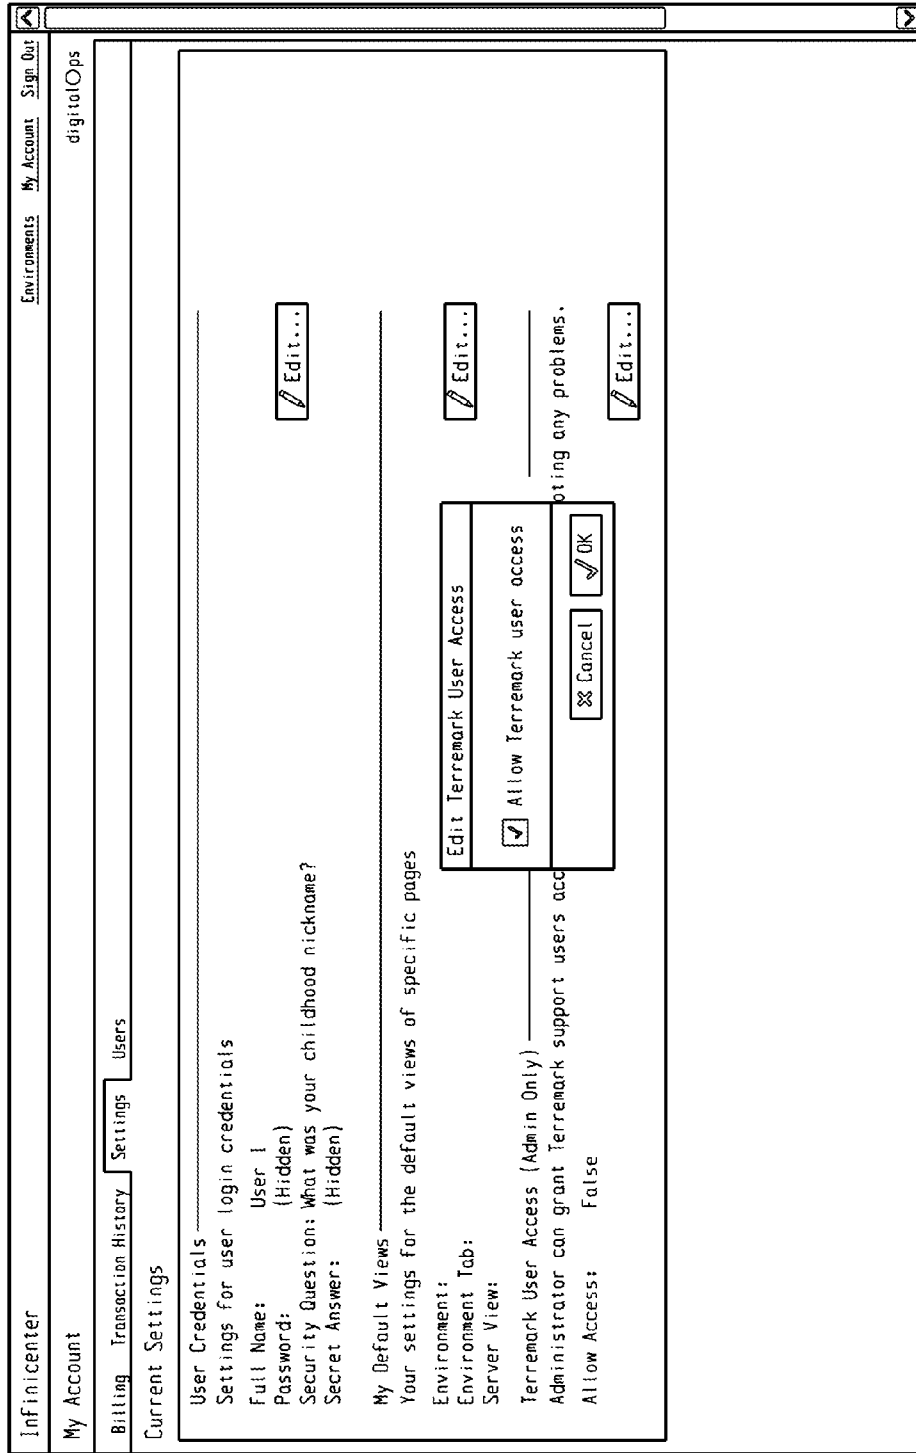 Infinicenter Environments My Account Sign Out
My Account digitalOps
Billing Transaction History Settings Users
Current Settings
User Credentials
Settings for user login credentials
Full Name: User 1
Password: (Hidden)
Security Question: What was your childhood nickname?
Secret Answer: (Hidden)
Edit...
My Default Views
Your settings for the default views of specific pages
Environment:
Environment Tab:
Server View:
Edit...
Terremark User Access (Admin Only)
Administrator can grant Terremark support users acc oting any problems.
Allow Access: False
Edit...
Edit Terremark User Access
Allow Terremark user access
Cancel OK